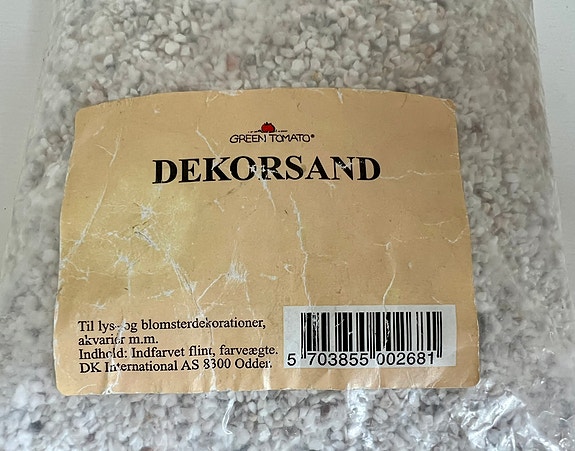 GREEN TOMATO®
DEKORSAND
Til lys- og blomsterdekorationer,
akvarier m.m.
Indhold: Indfarvet flint, farveægte.
DK International AS 8300 Odder.
5 703855 002681